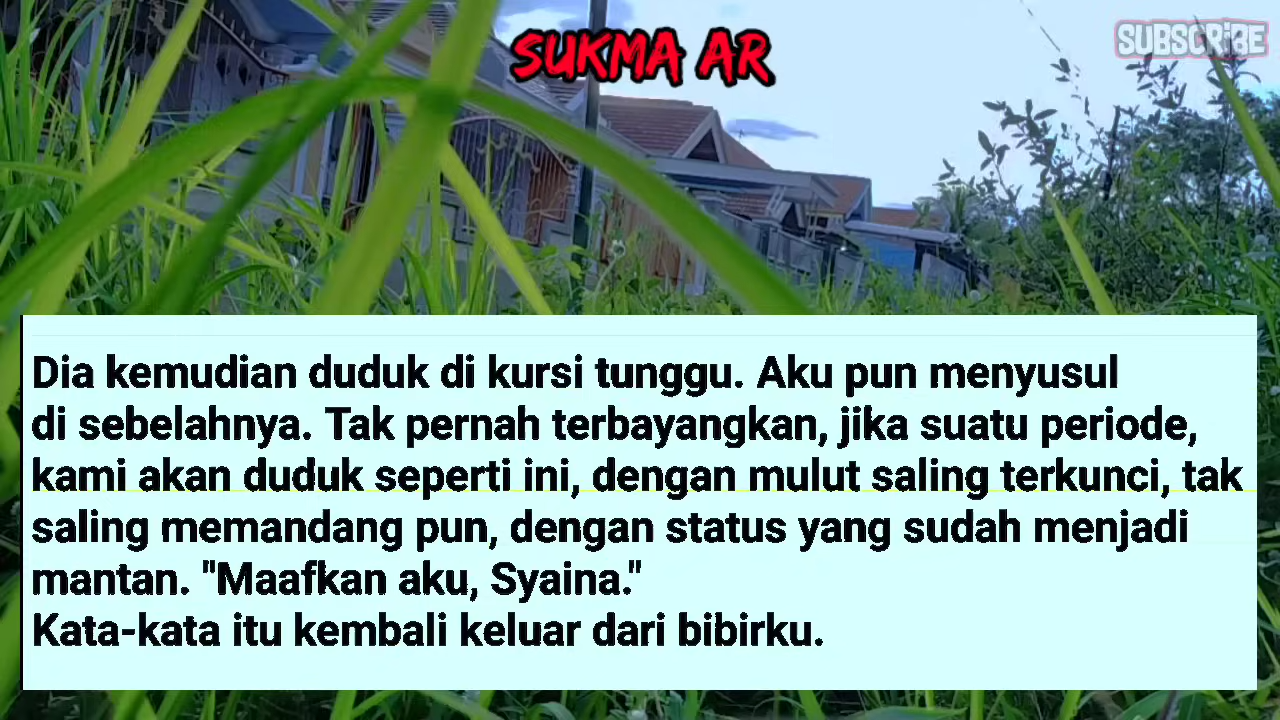 SUKMA AR
SUBSCRIBE
Dia kemudian duduk di kursi tunggu. Aku pun menyusul
di sebelahnya. Tak pernah terbayangkan, jika suatu periode,
kami akan duduk seperti ini, dengan mulut saling terkunci, tak
saling memandang pun, dengan status yang sudah menjadi
mantan. "Maafkan aku, Syaina."
Kata-kata itu kembali keluar dari bibirku.